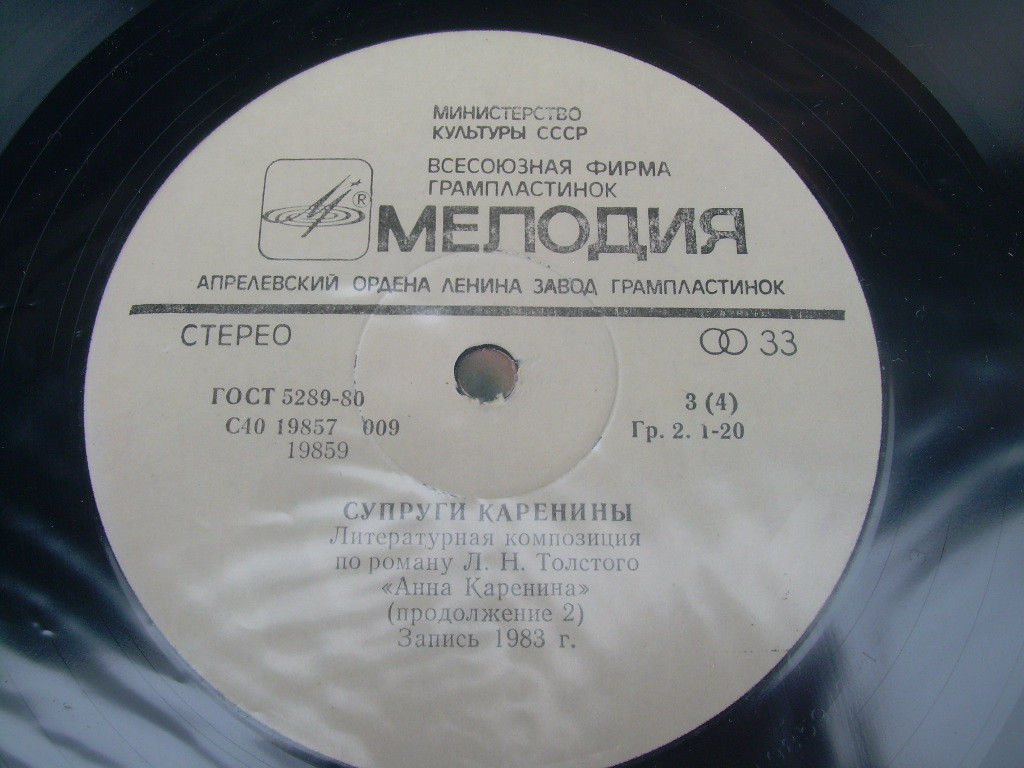 МИНИСТЕРСТВО
КУЛЬТУРЫ СССР
ВСЕСОЮЗНАЯ ФИРМА
ГРАМПЛАСТИНОК
®
МЕЛОДИЯ
АПРЕЛЕВСКИЙ ОРДЕНА ЛЕНИНА ЗАВОД ГРАМПЛАСТИНОК
СТЕРЕО
33
ГОСТ 5289-80
3 (4)
С40 19857 009
Гр. 2. 1-20
19859
СУПРУГИ КАРЕНИНЫ
Литературная композиция
по роману Л. Н. Толстого
«Анна Каренина»
(продолжение 2)
Запись 1983 г.